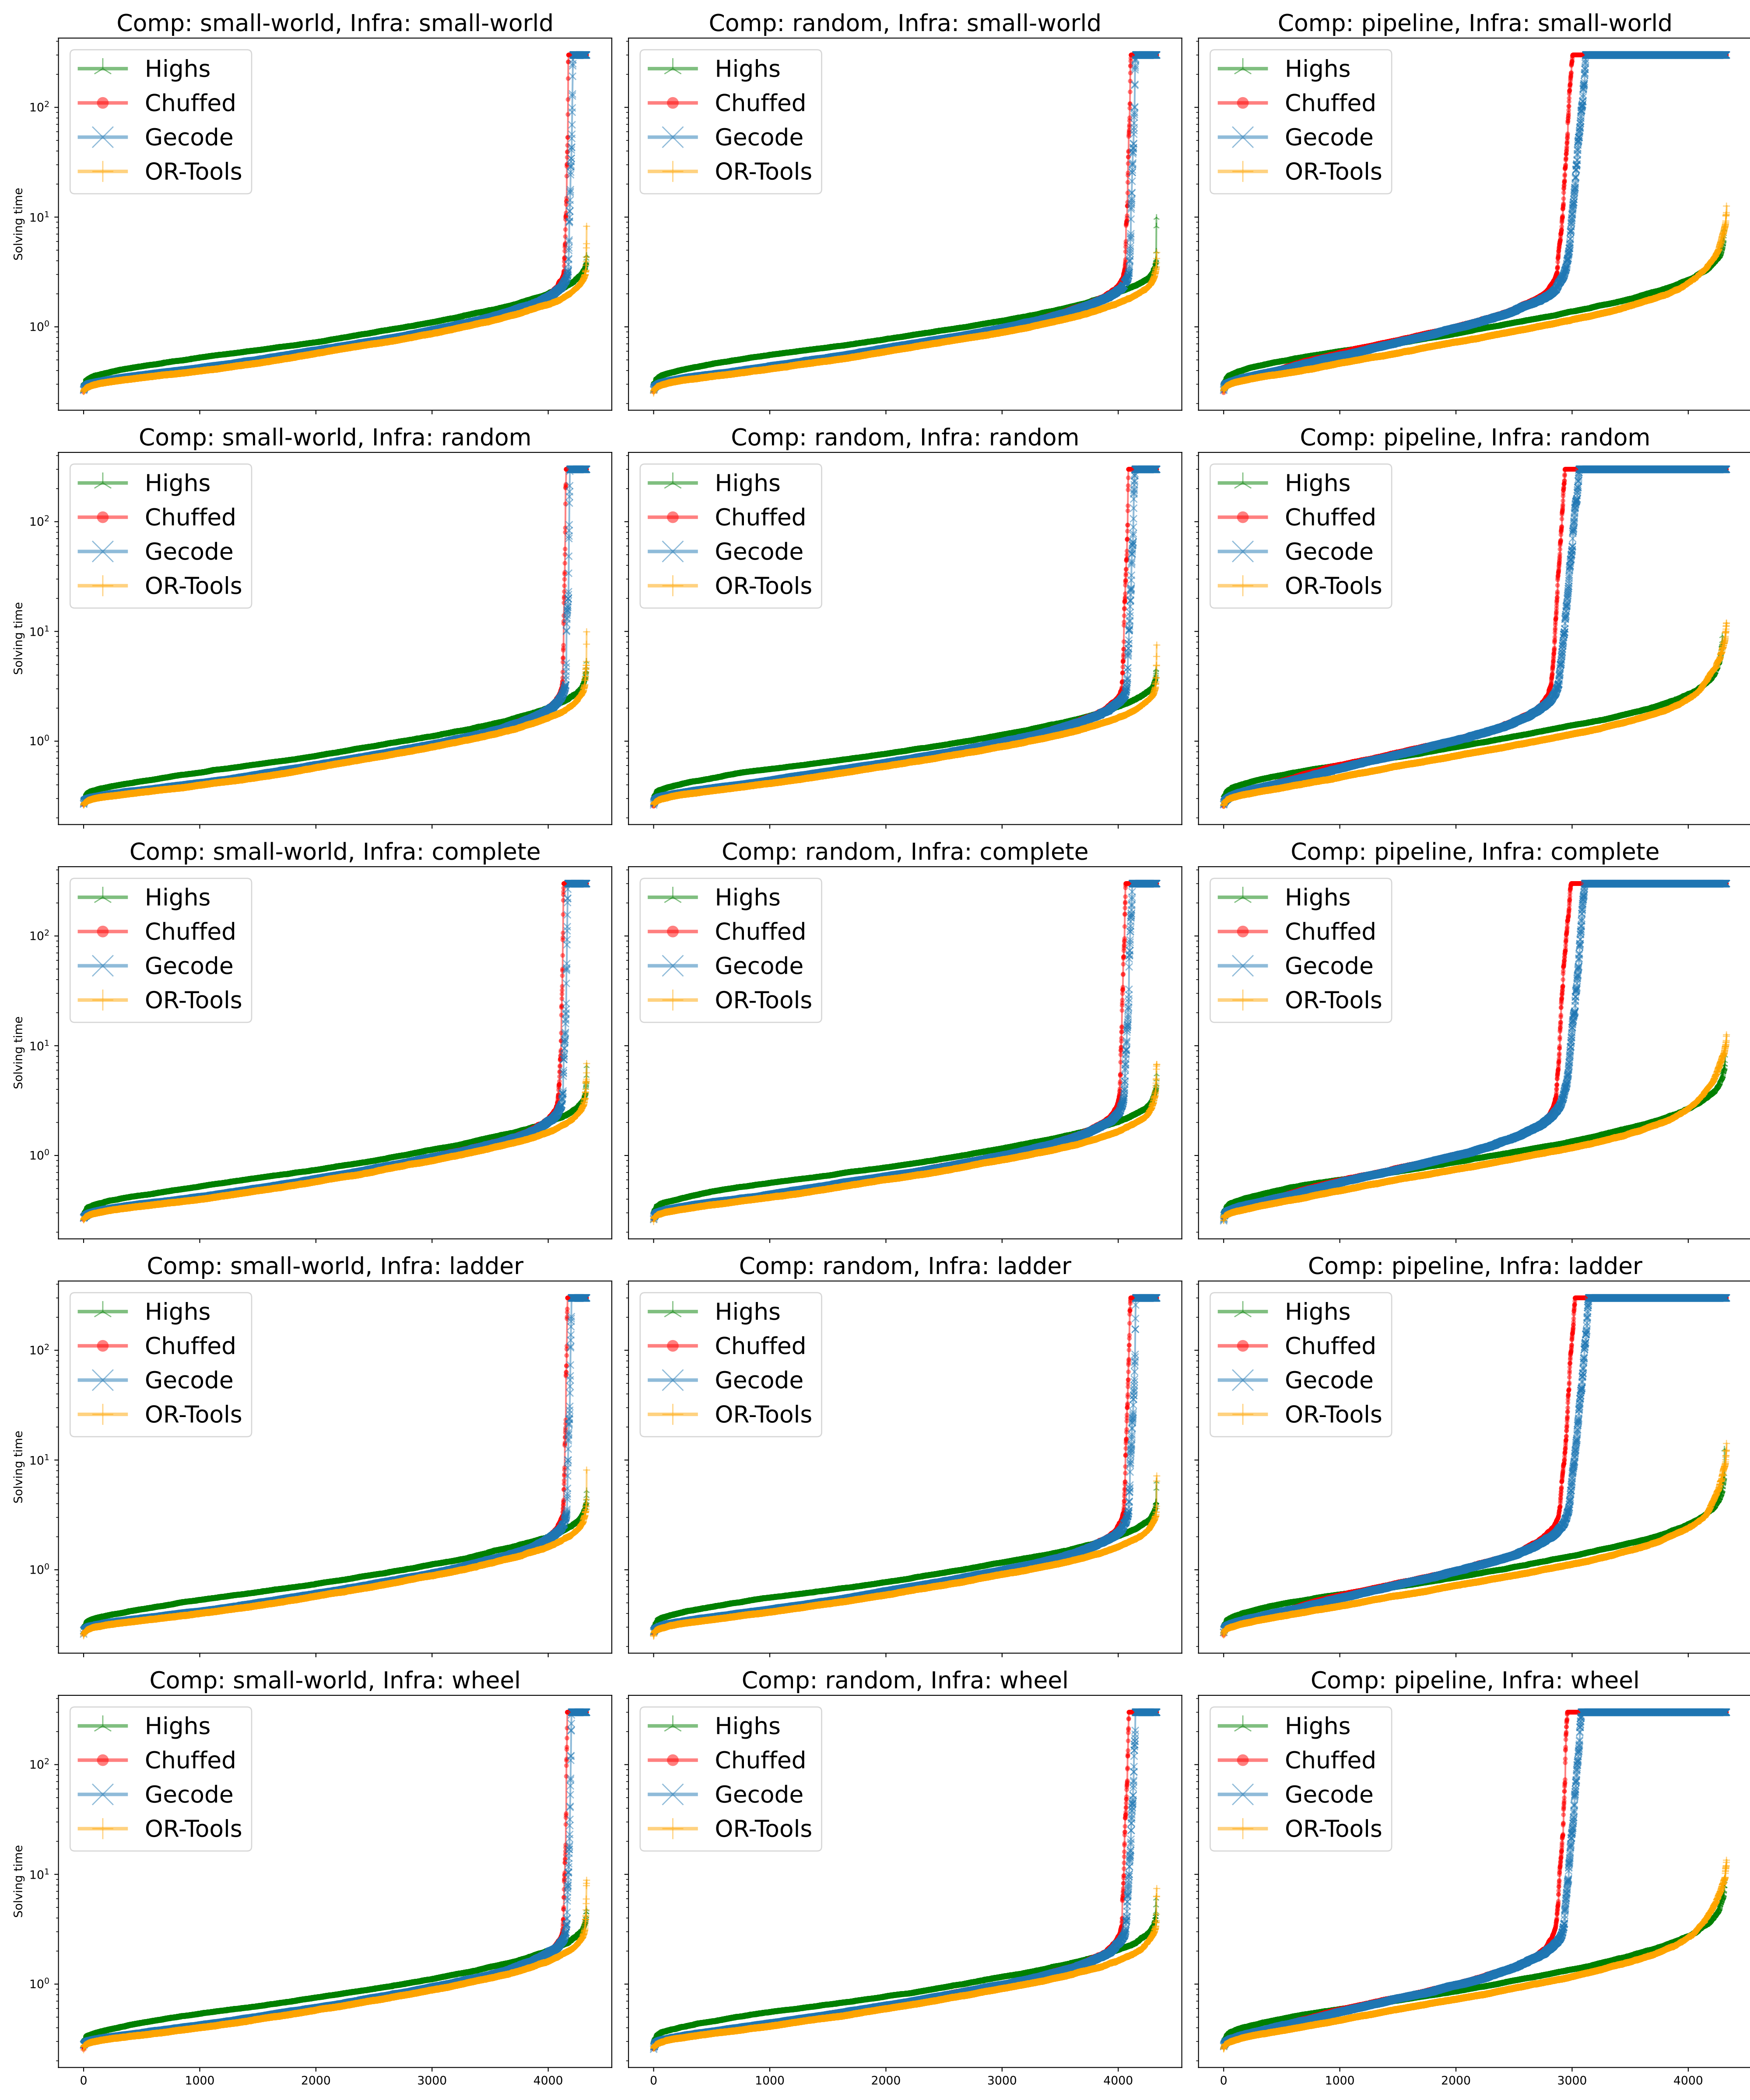 Comp: small-world, Infra: small-world
Comp: random, Infra: small-world
Comp: pipeline, Infra: small-world
Solving time
10²
10¹
10⁰
Highs
Chuffed
Gecode
OR-Tools
Highs
Chuffed
Gecode
OR-Tools
Highs
Chuffed
Gecode
OR-Tools
Comp: small-world, Infra: random
Comp: random, Infra: random
Comp: pipeline, Infra: random
Solving time
10²
10¹
10⁰
Highs
Chuffed
Gecode
OR-Tools
Highs
Chuffed
Gecode
OR-Tools
Highs
Chuffed
Gecode
OR-Tools
Comp: small-world, Infra: complete
Comp: random, Infra: complete
Comp: pipeline, Infra: complete
Solving time
10²
10¹
10⁰
Highs
Chuffed
Gecode
OR-Tools
Highs
Chuffed
Gecode
OR-Tools
Highs
Chuffed
Gecode
OR-Tools
Comp: small-world, Infra: ladder
Comp: random, Infra: ladder
Comp: pipeline, Infra: ladder
Solving time
10²
10¹
10⁰
Highs
Chuffed
Gecode
OR-Tools
Highs
Chuffed
Gecode
OR-Tools
Highs
Chuffed
Gecode
OR-Tools
Comp: small-world, Infra: wheel
Comp: random, Infra: wheel
Comp: pipeline, Infra: wheel
Solving time
10²
10¹
10⁰
Highs
Chuffed
Gecode
OR-Tools
Highs
Chuffed
Gecode
OR-Tools
Highs
Chuffed
Gecode
OR-Tools
0 1000 2000 3000 4000
0 1000 2000 3000 4000
0 1000 2000 3000 4000